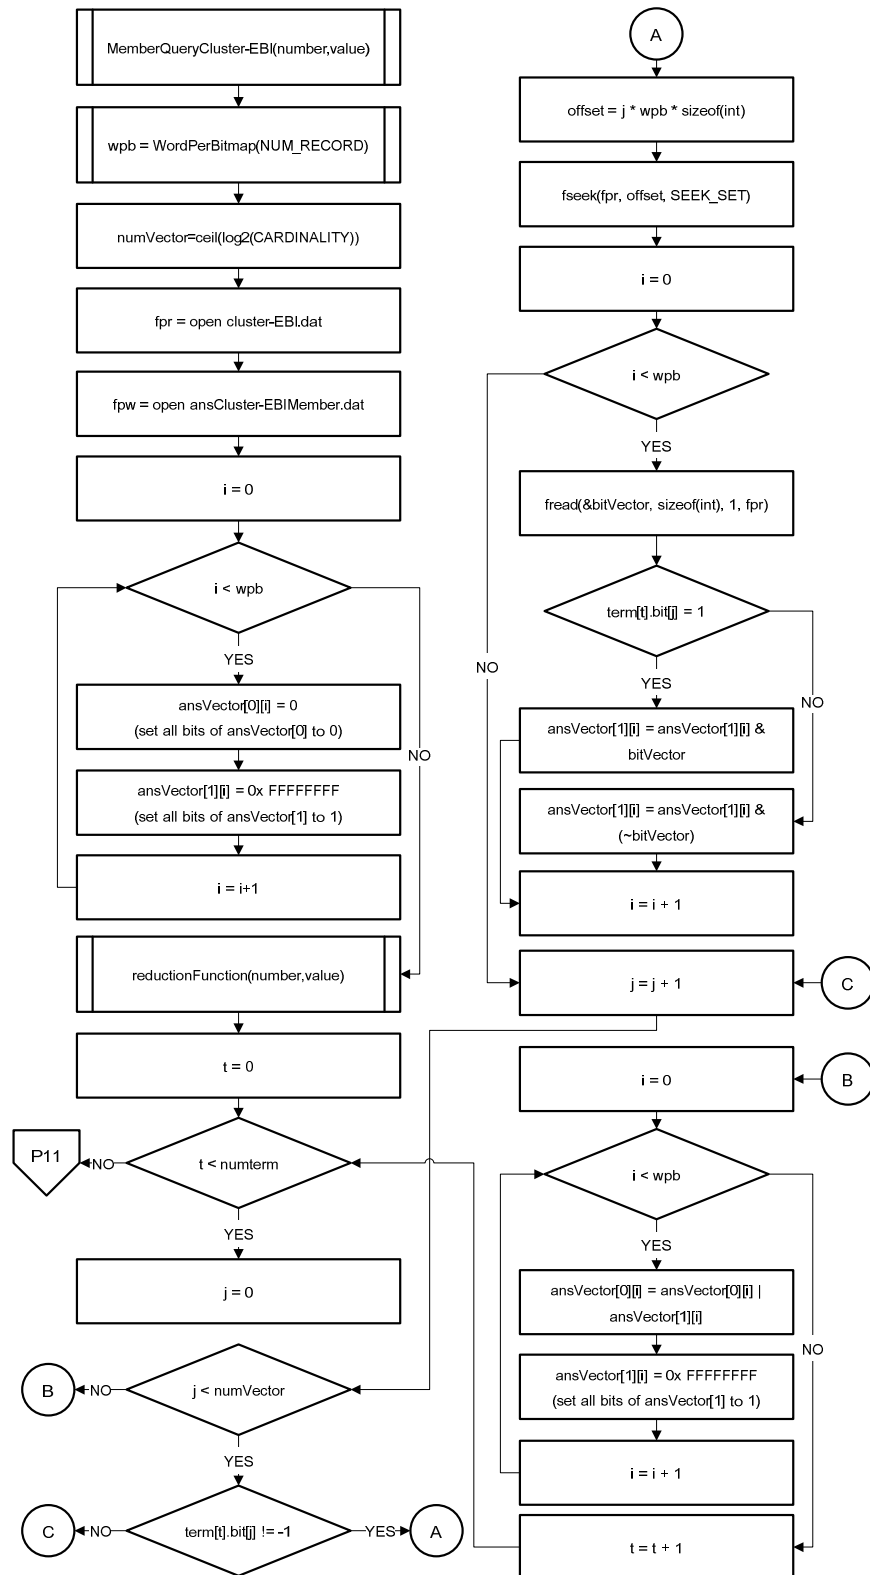 MemberQueryCluster-EBI(number,value)
wpb = WordPerBitmap(NUM_RECORD)
numVector=ceil(log2(CARDINALITY))
fpr = open cluster-EBI.dat
fpw = open ansCluster-EBIMember.dat
i = 0
i < wpb
YES
NO
ansVector[0][i] = 0
(set all bits of ansVector[0] to 0)
ansVector[1][i] = 0x FFFFFFFF
(set all bits of ansVector[1] to 1)
i = i+1
reductionFunction(number,value)
t = 0
t < numterm
NO
P11
YES
j = 0
j < numVector
NO
B
YES
term[t].bit[j] != -1
NO
C
YES
A
A
offset = j * wpb * sizeof(int)
fseek(fpr, offset, SEEK_SET)
i = 0
i < wpb
YES
NO
fread(&bitVector, sizeof(int), 1, fpr)
term[t].bit[j] = 1
YES
NO
ansVector[1][i] = ansVector[1][i] &
bitVector
ansVector[1][i] = ansVector[1][i] &
(~bitVector)
i = i + 1
j = j + 1
C
i = 0
B
i < wpb
YES
NO
ansVector[0][i] = ansVector[0][i] |
ansVector[1][i]
ansVector[1][i] = 0x FFFFFFFF
(set all bits of ansVector[1] to 1)
i = i + 1
t = t + 1